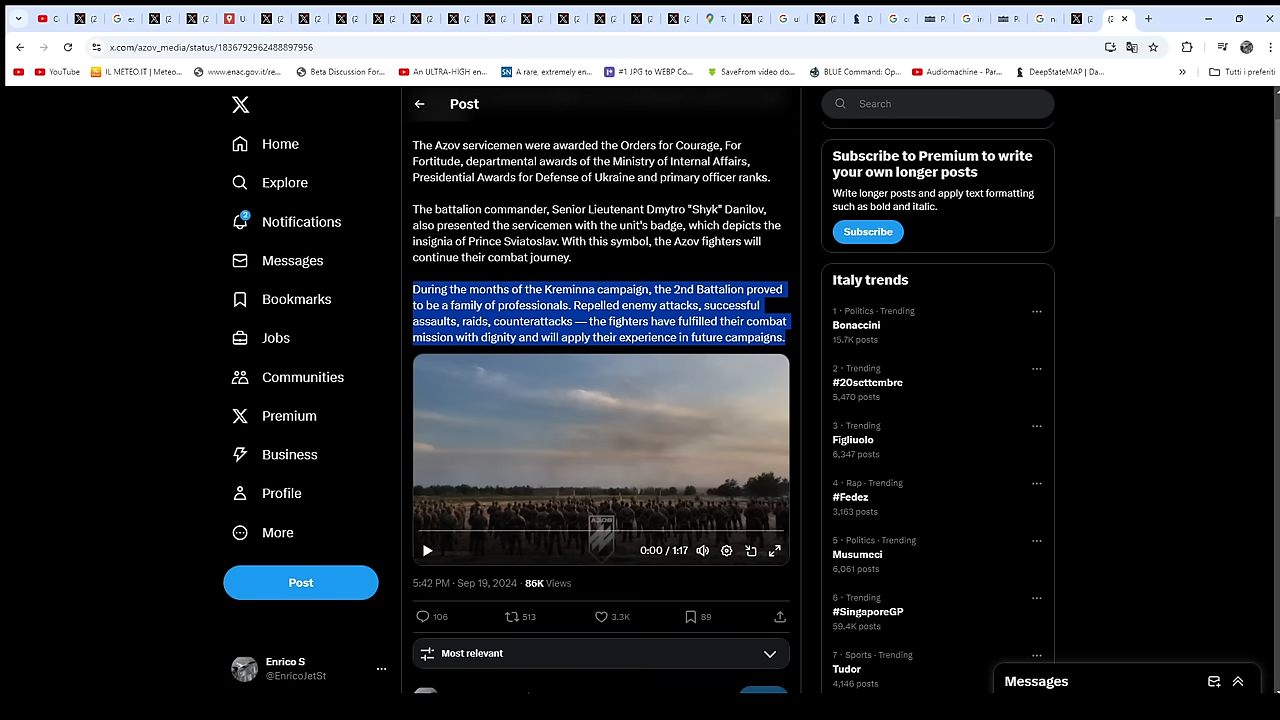 x.com/azov_media/status/1836792962488897956
YouTube
IL METEO.IT | Meteo...
www.enac.gov.it/re...
Beta Discussion For...
An ULTRA-HIGH en...
A rare, extremely en...
#1 JPG to WEBP Co...
SaveFrom video do...
BLUE Command: Op...
Audiomachine - Par...
DeepStateMAP | Da...
Tutti i preferiti
Post
Search
Home
Explore
2
Notifications
Messages
Bookmarks
Jobs
Communities
Premium
Business
Profile
More
Post
Enrico S
@EnricoJetSt
The Azov servicemen were awarded the Orders for Courage, For
Fortitude, departmental awards of the Ministry of Internal Affairs,
Presidential Awards for Defense of Ukraine and primary officer ranks.
The battalion commander, Senior Lieutenant Dmytro "Shyk" Danilov,
also presented the servicemen with the unit's badge, which depicts the
insignia of Prince Sviatoslav. With this symbol, the Azov fighters will
continue their combat journey.
During the months of the Kreminna campaign, the 2nd Battalion proved
to be a family of professionals. Repelled enemy attacks, successful
assaults, raids, counterattacks — the fighters have fulfilled their combat
mission with dignity and will apply their experience in future campaigns.
0:00 / 1:17
5:42 PM · Sep 19, 2024 · 86K Views
106
513
3.3K
89
Most relevant
Subscribe to Premium to write
your own longer posts
Write longer posts and apply text formatting
such as bold and italic.
Subscribe
Italy trends
1 · Politics · Trending
Bonaccini
15.7K posts
2 · Trending
#20settembre
5,470 posts
3 · Trending
Figliuolo
6,347 posts
4 · Rap · Trending
#Fedez
3,163 posts
5 · Politics · Trending
Musumeci
6,061 posts
6 · Trending
#SingaporeGP
59.4K posts
7 · Sports · Trending
Tudor
4,146 posts
Messages